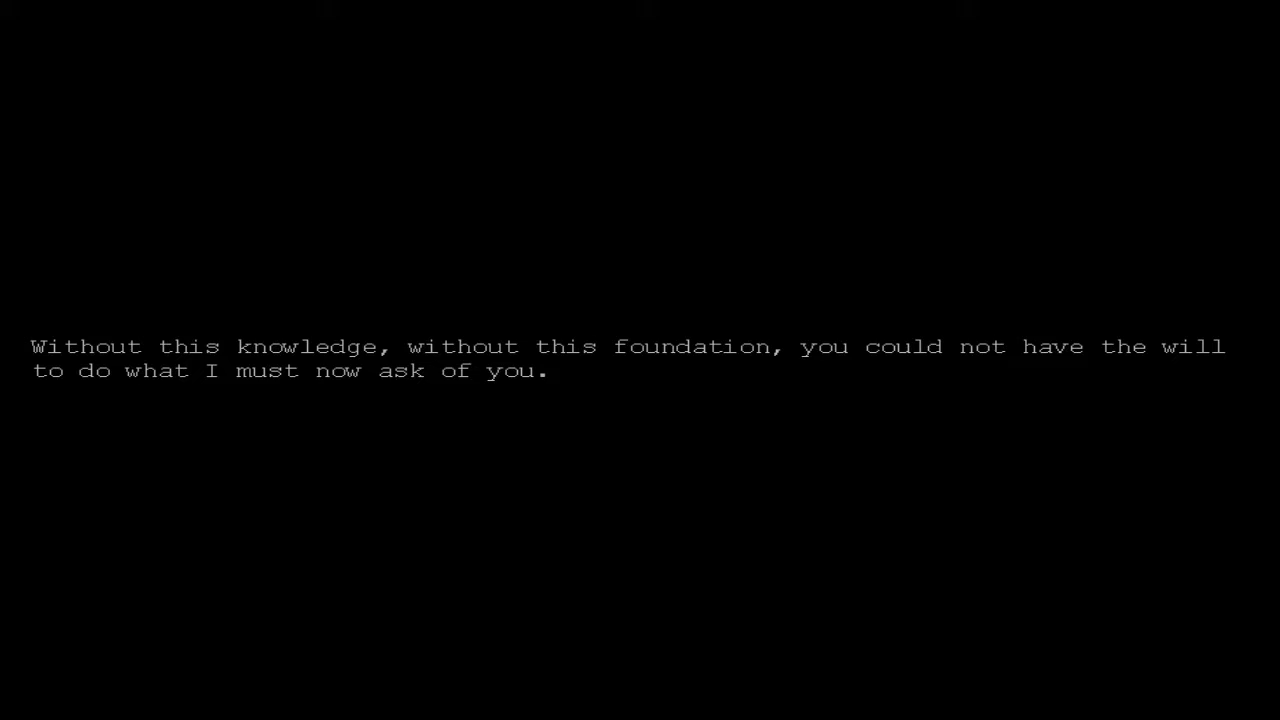 Without this knowledge, without this foundation, you could not have the will
to do what I must now ask of you.